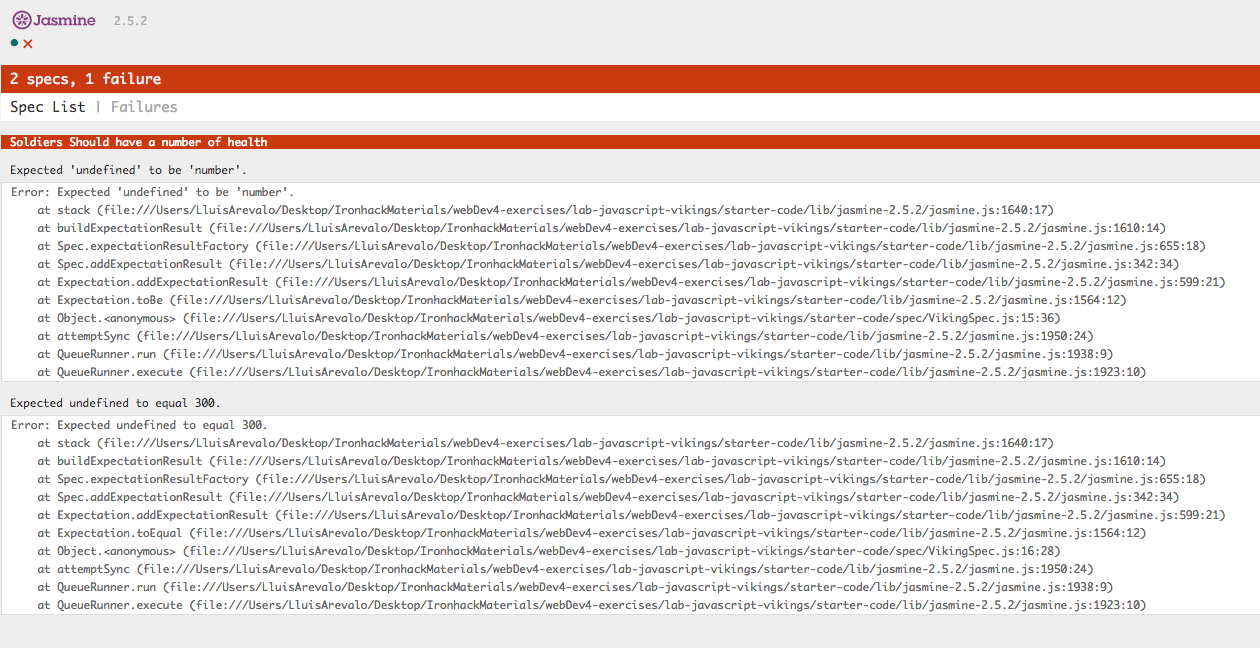 Jasmine 2.5.2
2 specs, 1 failure
Spec List | Failures
Soldiers Should have a number of health
Expected 'undefined' to be 'number'.
Error: Expected 'undefined' to be 'number'.
at stack (file:///Users/LluisArevalo/Desktop/IronhackMaterials/webDev4-exercises/lab-javascript-vikings/starter-code/lib/jasmine-2.5.2/jasmine.js:1640:17)
at buildExpectationResult (file:///Users/LluisArevalo/Desktop/IronhackMaterials/webDev4-exercises/lab-javascript-vikings/starter-code/lib/jasmine-2.5.2/jasmine.js:1610:14)
at Spec.expectationResultFactory (file:///Users/LluisArevalo/Desktop/IronhackMaterials/webDev4-exercises/lab-javascript-vikings/starter-code/lib/jasmine-2.5.2/jasmine.js:655:18)
at Spec.addExpectationResult (file:///Users/LluisArevalo/Desktop/IronhackMaterials/webDev4-exercises/lab-javascript-vikings/starter-code/lib/jasmine-2.5.2/jasmine.js:342:34)
at Expectation.addExpectationResult (file:///Users/LluisArevalo/Desktop/IronhackMaterials/webDev4-exercises/lab-javascript-vikings/starter-code/lib/jasmine-2.5.2/jasmine.js:599:21)
at Expectation.toBe (file:///Users/LluisArevalo/Desktop/IronhackMaterials/webDev4-exercises/lab-javascript-vikings/starter-code/lib/jasmine-2.5.2/jasmine.js:1564:12)
at Object.<anonymous> (file:///Users/LluisArevalo/Desktop/IronhackMaterials/webDev4-exercises/lab-javascript-vikings/starter-code/spec/VikingSpec.js:15:36)
at attemptSync (file:///Users/LluisArevalo/Desktop/IronhackMaterials/webDev4-exercises/lab-javascript-vikings/starter-code/lib/jasmine-2.5.2/jasmine.js:1950:24)
at QueueRunner.run (file:///Users/LluisArevalo/Desktop/IronhackMaterials/webDev4-exercises/lab-javascript-vikings/starter-code/lib/jasmine-2.5.2/jasmine.js:1938:9)
at QueueRunner.execute (file:///Users/LluisArevalo/Desktop/IronhackMaterials/webDev4-exercises/lab-javascript-vikings/starter-code/lib/jasmine-2.5.2/jasmine.js:1923:10)
Expected undefined to equal 300.
Error: Expected undefined to equal 300.
at stack (file:///Users/LluisArevalo/Desktop/IronhackMaterials/webDev4-exercises/lab-javascript-vikings/starter-code/lib/jasmine-2.5.2/jasmine.js:1640:17)
at buildExpectationResult (file:///Users/LluisArevalo/Desktop/IronhackMaterials/webDev4-exercises/lab-javascript-vikings/starter-code/lib/jasmine-2.5.2/jasmine.js:1610:14)
at Spec.expectationResultFactory (file:///Users/LluisArevalo/Desktop/IronhackMaterials/webDev4-exercises/lab-javascript-vikings/starter-code/lib/jasmine-2.5.2/jasmine.js:655:18)
at Spec.addExpectationResult (file:///Users/LluisArevalo/Desktop/IronhackMaterials/webDev4-exercises/lab-javascript-vikings/starter-code/lib/jasmine-2.5.2/jasmine.js:342:34)
at Expectation.addExpectationResult (file:///Users/LluisArevalo/Desktop/IronhackMaterials/webDev4-exercises/lab-javascript-vikings/starter-code/lib/jasmine-2.5.2/jasmine.js:599:21)
at Expectation.toEqual (file:///Users/LluisArevalo/Desktop/IronhackMaterials/webDev4-exercises/lab-javascript-vikings/starter-code/lib/jasmine-2.5.2/jasmine.js:1564:12)
at Object.<anonymous> (file:///Users/LluisArevalo/Desktop/IronhackMaterials/webDev4-exercises/lab-javascript-vikings/starter-code/spec/VikingSpec.js:16:28)
at attemptSync (file:///Users/LluisArevalo/Desktop/IronhackMaterials/webDev4-exercises/lab-javascript-vikings/starter-code/lib/jasmine-2.5.2/jasmine.js:1950:24)
at QueueRunner.run (file:///Users/LluisArevalo/Desktop/IronhackMaterials/webDev4-exercises/lab-javascript-vikings/starter-code/lib/jasmine-2.5.2/jasmine.js:1938:9)
at QueueRunner.execute (file:///Users/LluisArevalo/Desktop/IronhackMaterials/webDev4-exercises/lab-javascript-vikings/starter-code/lib/jasmine-2.5.2/jasmine.js:1923:10)